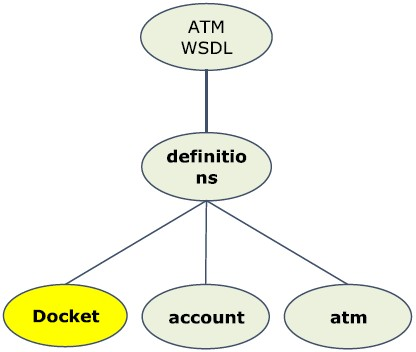 ATM
WSDL
definitio
ns
Docket
account
atm